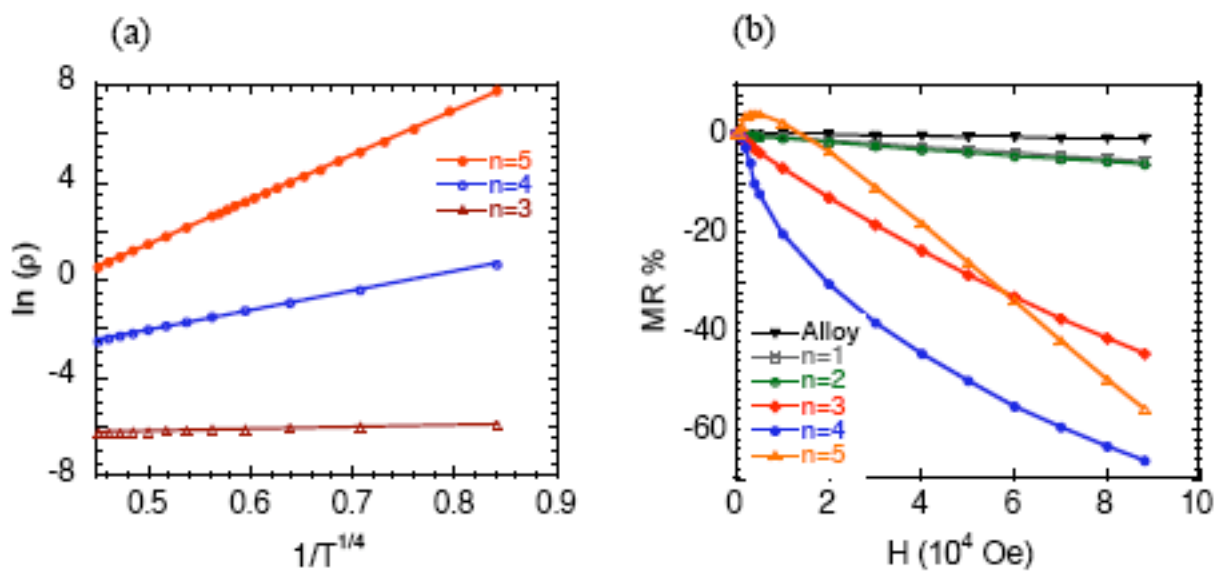 (a)
8
4
0
-4
-8
ln (ρ)
n=5
n=4
n=3
0.5 0.6 0.7 0.8 0.9
1/T^1/4
(b)
0
-20
-40
-60
MR %
Alloy
n=1
n=2
n=3
n=4
n=5
0 2 4 6 8 10
H (10^4 Oe)